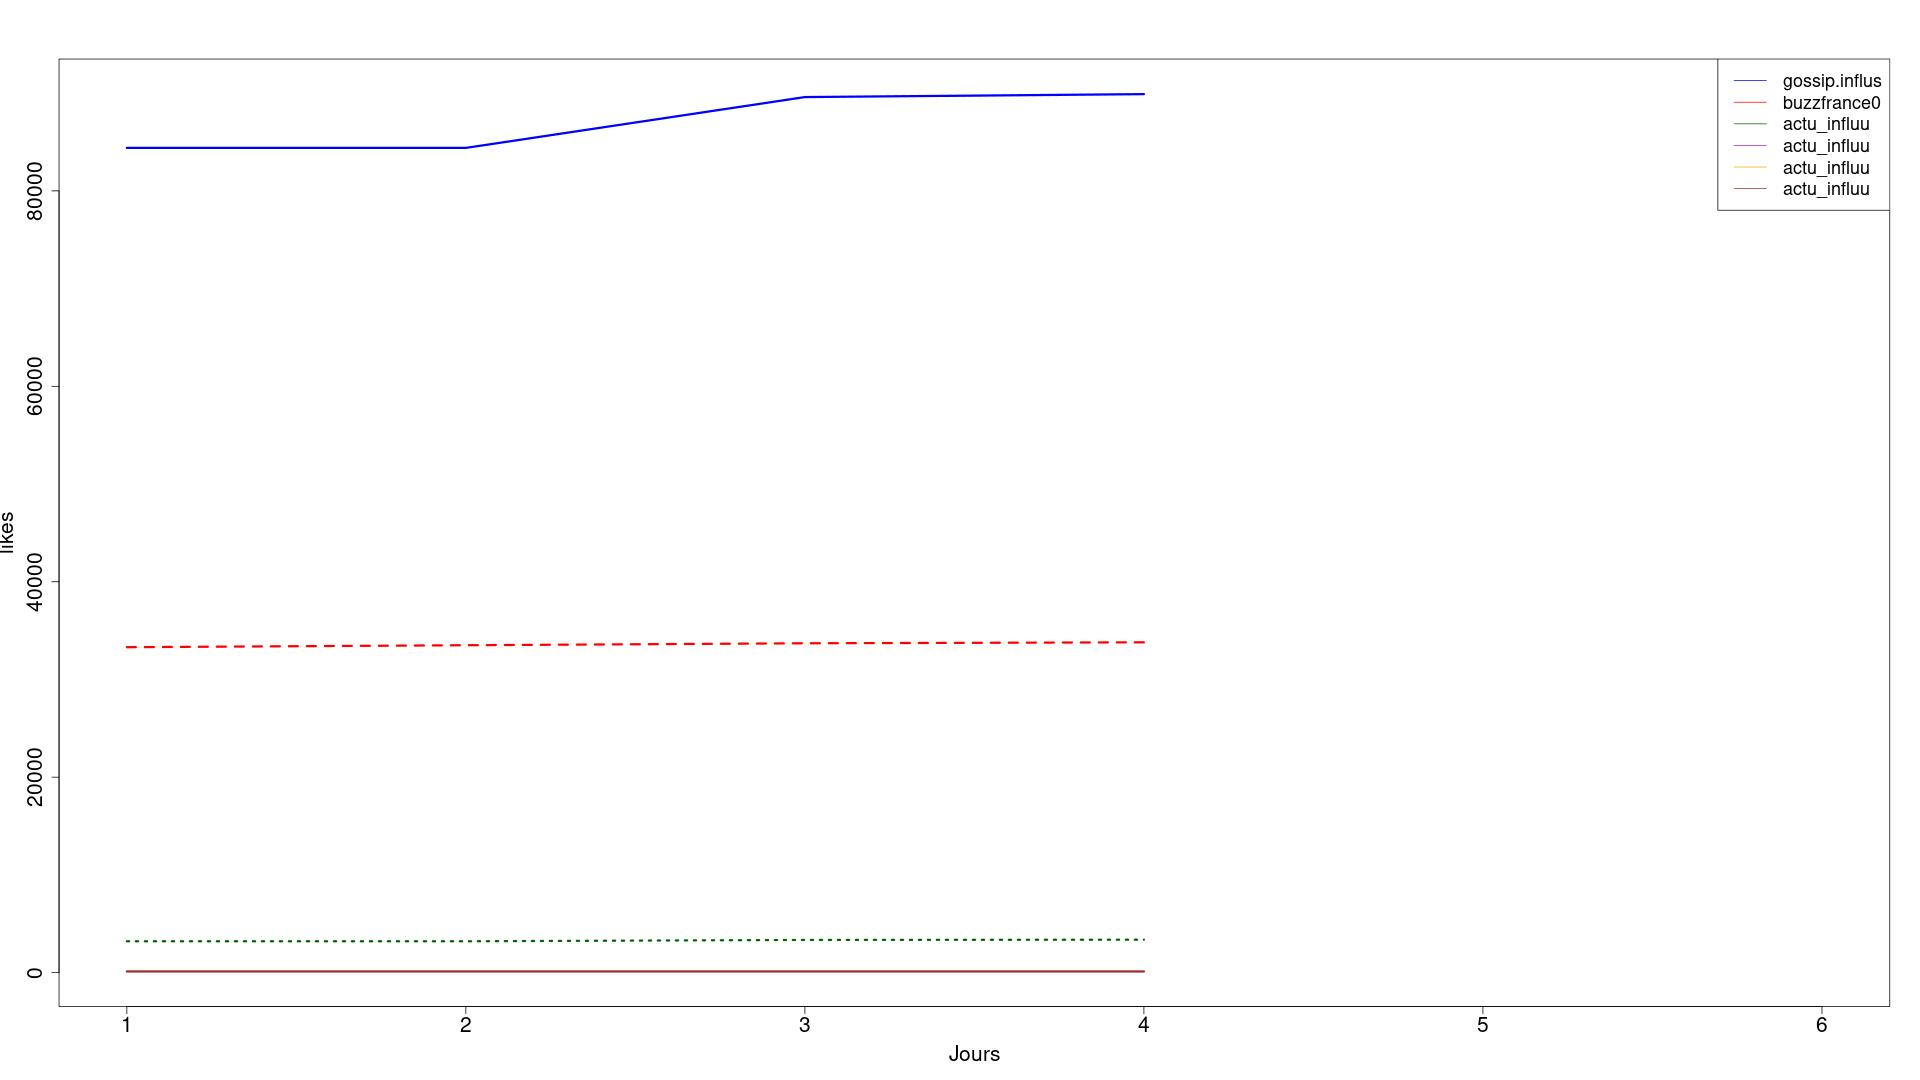 gossip.influs
buzzfrance0
actu_influu
actu_influu
actu_influu
actu_influu
80000
60000
likes
40000
20000
0
1 2 3 4 5 6
Jours